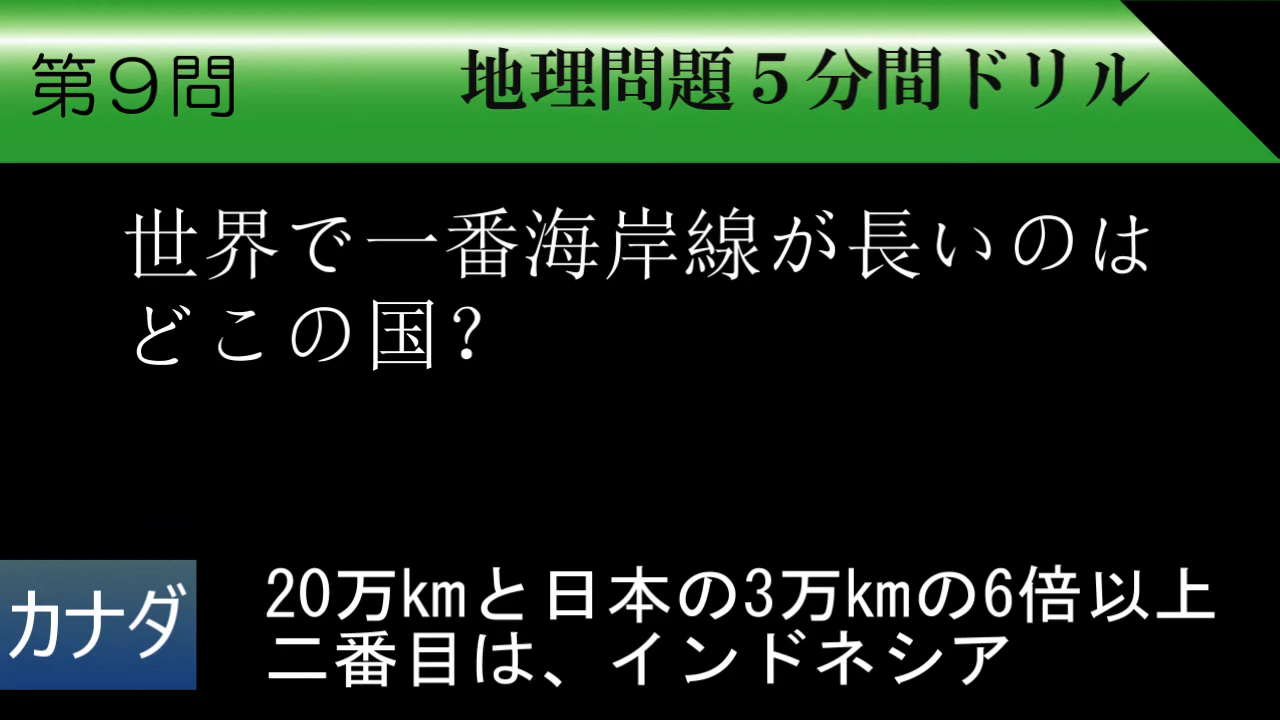 第９問
地理問題５分間ドリル
世界で一番海岸線が長いのは
どこの国？
カナダ
20万kmと日本の3万kmの6倍以上
二番目は、インドネシア